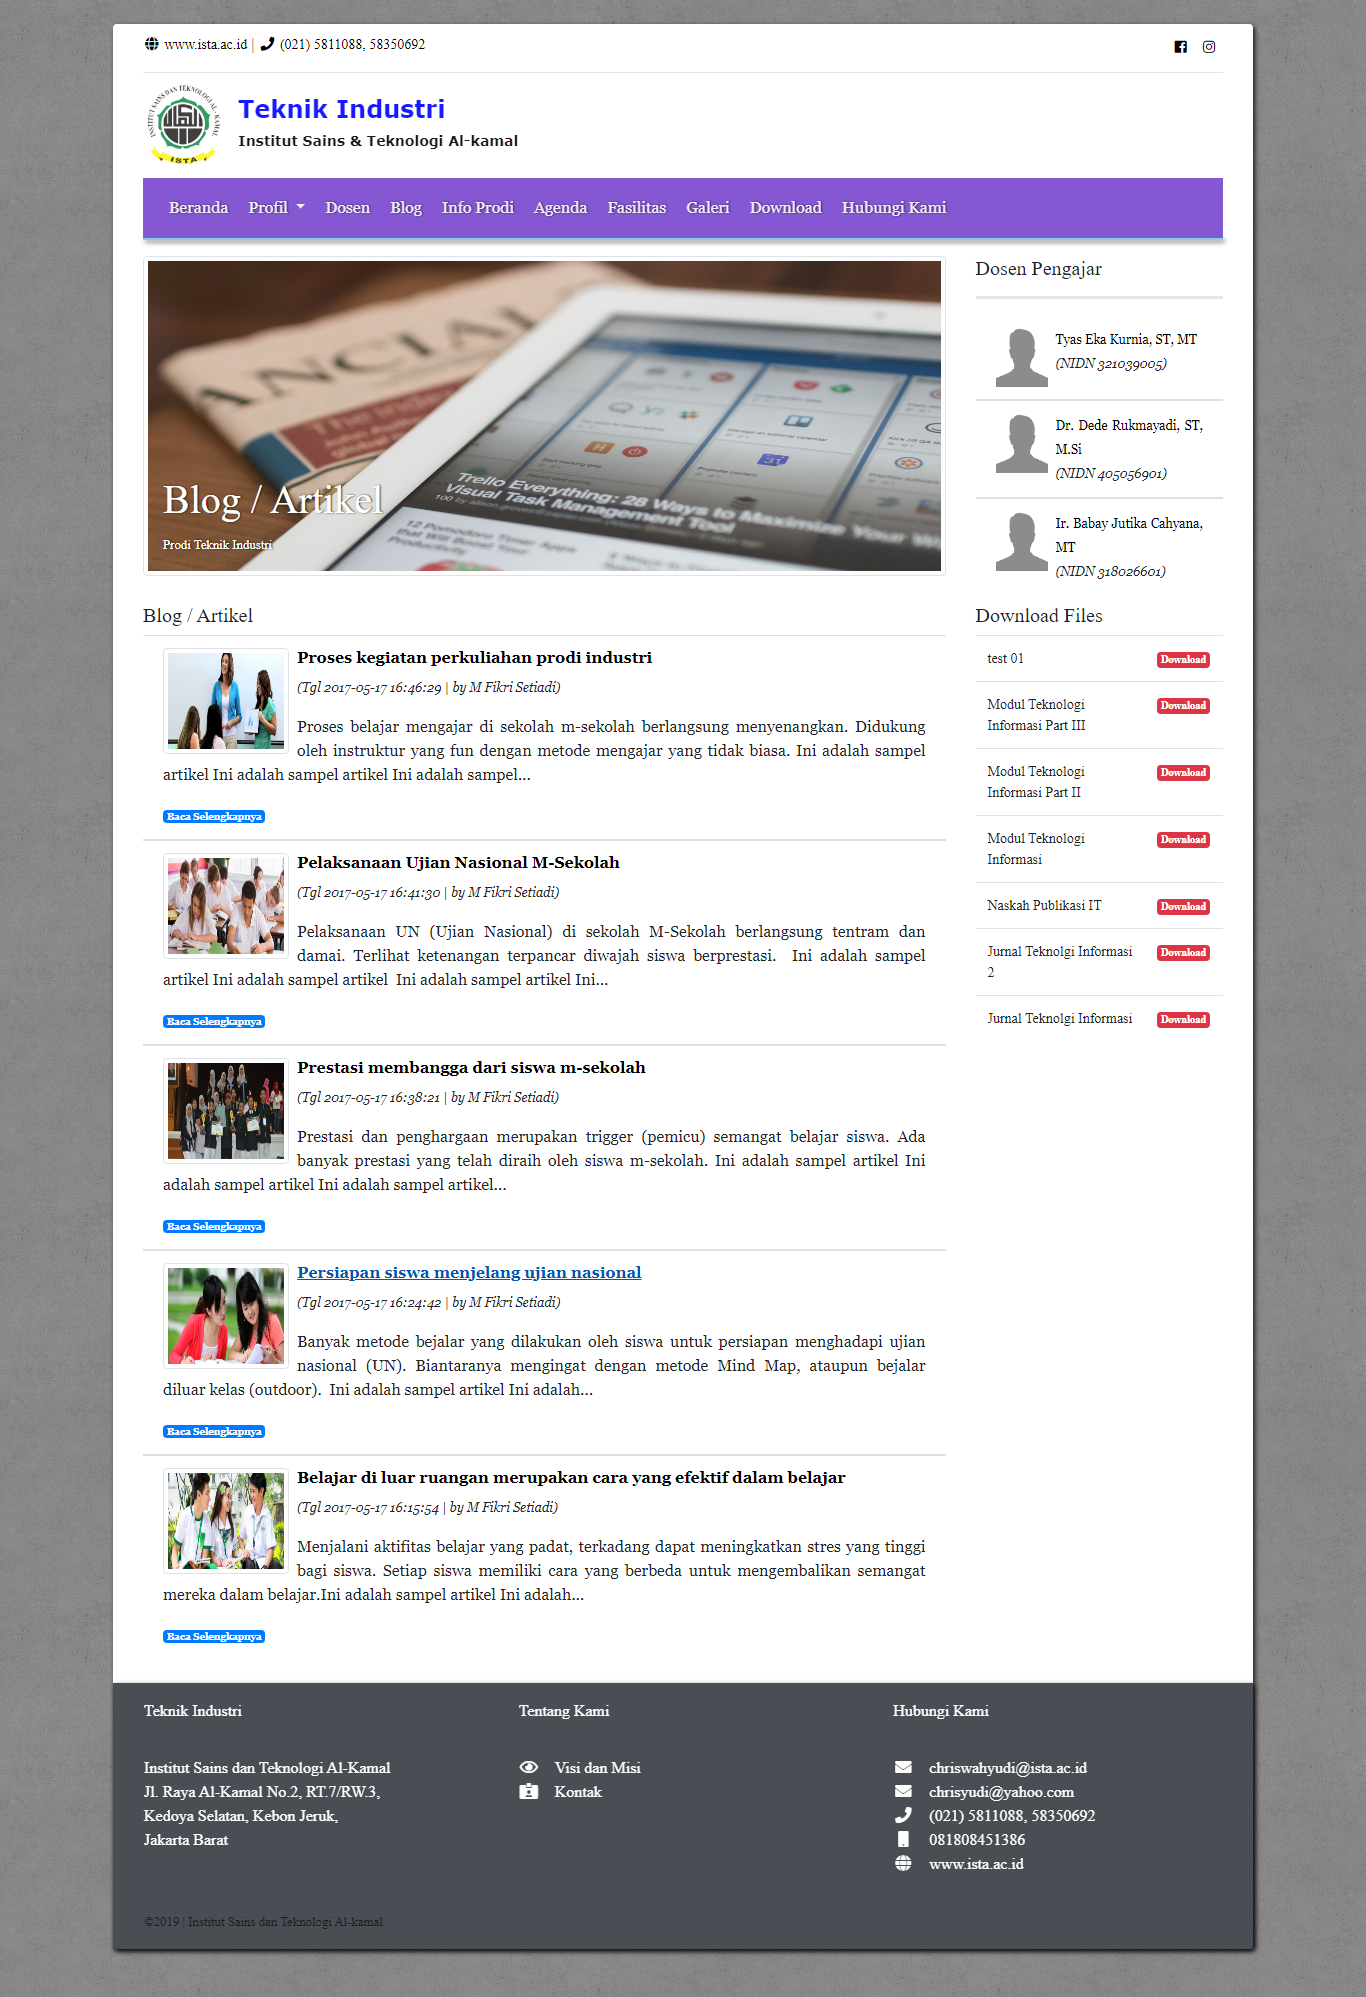 www.ista.ac.id | (021) 5811088, 58350692
INSTITUT SAINS DAN TEKNOLOGI AL-KAMAL
ISTA
Teknik Industri
Institut Sains & Teknologi Al-kamal
Beranda Profil Dosen Blog Info Prodi Agenda Fasilitas Galeri Download Hubungi Kami
ANCIAL
Trello Everything: 28 Ways to Maximize Your
Visual Task Management Tool
12 Pomodoro Timer Apps
that Will Boost Your
Productivity
31
Blog / Artikel
Prodi Teknik Industri
Dosen Pengajar
Tyas Eka Kurnia, ST, MT
(NIDN 321039005)
Dr. Dede Rukmayadi, ST,
M.Si
(NIDN 405056901)
Ir. Babay Jutika Cahyana,
MT
(NIDN 318026601)
Blog / Artikel
Proses kegiatan perkuliahan prodi industri
(Tgl 2017-05-17 16:46:29 | by M Fikri Setiadi)
Proses belajar mengajar di sekolah m-sekolah berlangsung menyenangkan. Didukung
oleh instruktur yang fun dengan metode mengajar yang tidak biasa. Ini adalah sampel
artikel Ini adalah sampel artikel Ini adalah sampel...
Baca Selengkapnya
Pelaksanaan Ujian Nasional M-Sekolah
(Tgl 2017-05-17 16:41:30 | by M Fikri Setiadi)
Pelaksanaan UN (Ujian Nasional) di sekolah M-Sekolah berlangsung tentram dan
damai. Terlihat ketenangan terpancar diwajah siswa berprestasi.  Ini adalah sampel
artikel Ini adalah sampel artikel  Ini adalah sampel artikel Ini...
Baca Selengkapnya
Prestasi membangga dari siswa m-sekolah
(Tgl 2017-05-17 16:38:21 | by M Fikri Setiadi)
Prestasi dan penghargaan merupakan trigger (pemicu) semangat belajar siswa. Ada
banyak prestasi yang telah diraih oleh siswa m-sekolah. Ini adalah sampel artikel Ini
adalah sampel artikel Ini adalah sampel artikel...
Baca Selengkapnya
Persiapan siswa menjelang ujian nasional
(Tgl 2017-05-17 16:24:42 | by M Fikri Setiadi)
Banyak metode bejalar yang dilakukan oleh siswa untuk persiapan menghadapi ujian
nasional (UN). Biantaranya mengingat dengan metode Mind Map, ataupun bejalar
diluar kelas (outdoor).  Ini adalah sampel artikel Ini adalah...
Baca Selengkapnya
Belajar di luar ruangan merupakan cara yang efektif dalam belajar
(Tgl 2017-05-17 16:15:54 | by M Fikri Setiadi)
Menjalani aktifitas belajar yang padat, terkadang dapat meningkatkan stres yang tinggi
bagi siswa. Setiap siswa memiliki cara yang berbeda untuk mengembalikan semangat
mereka dalam belajar.Ini adalah sampel artikel Ini adalah...
Baca Selengkapnya
Download Files
test 01 Download
Modul Teknologi Download
Informasi Part III
Modul Teknologi Download
Informasi Part II
Modul Teknologi Download
Informasi
Naskah Publikasi IT Download
Jurnal Teknolgi Informasi Download
2
Jurnal Teknolgi Informasi Download
Teknik Industri
Institut Sains dan Teknologi Al-Kamal
Jl. Raya Al-Kamal No.2, RT.7/RW.3,
Kedoya Selatan, Kebon Jeruk,
Jakarta Barat
Tentang Kami
Visi dan Misi
Kontak
Hubungi Kami
chriswahyudi@ista.ac.id
chrisyudi@yahoo.com
(021) 5811088, 58350692
081808451386
www.ista.ac.id
©2019 | Institut Sains dan Teknologi Al-kamal